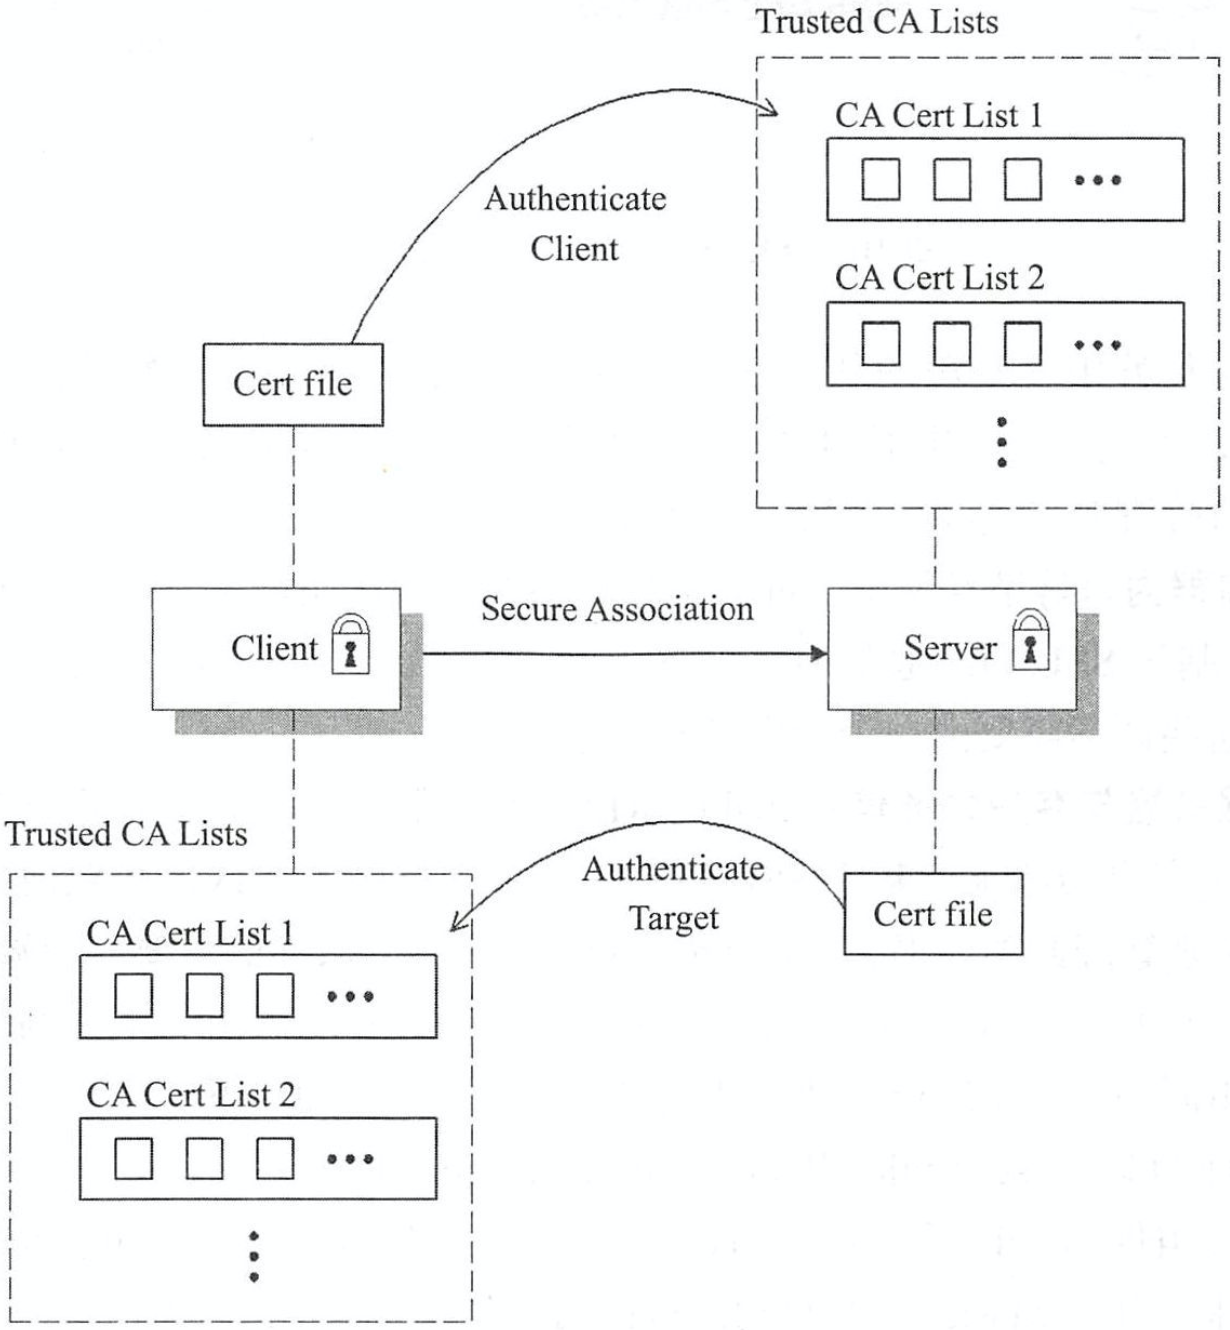 Trusted CA Lists
CA Cert List 1
Authenticate
Client
CA Cert List 2
Cert file
Secure Association
Client
Server
Trusted CA Lists
Authenticate
Target
Cert file
CA Cert List 1
CA Cert List 2